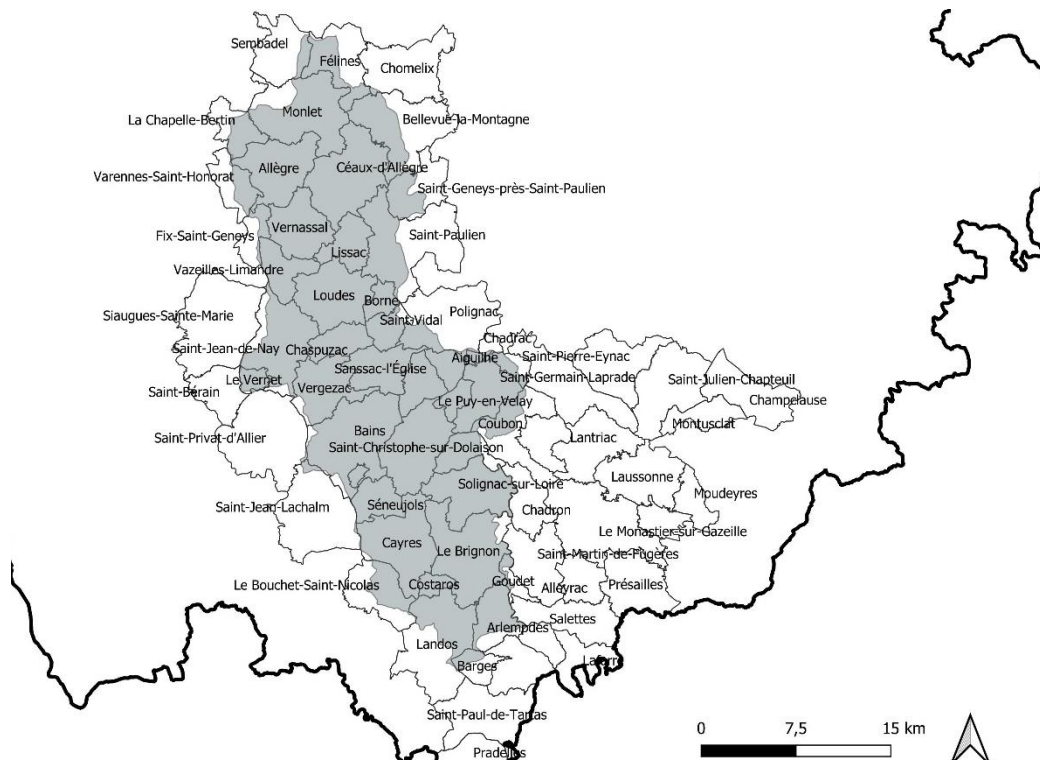 Sembadel
Félines
Chomelix
Monlet
La Chapelle-Bertin
Bellevue-la-Montagne
Allègre
Céaux-d'Allègre
Varennes-Saint-Honorat
Saint-Geneys-près-Saint-Paulien
Vernassal
Fix-Saint-Geneys
Saint-Paulien
Lissac
Vazeilles-Limandre
Loudes
Borne
Siaugues-Sainte-Marie
Polignac
Saint-Vidal
Chadrac
Saint-Jean-de-Nay
Chaspuzac
Aiguilhe
Saint-Pierre-Eynac
Sanssac-l'Église
Saint-Germain-Laprade
Saint-Julien-Chapteuil
Le Vernet
Vergezac
Saint-Bérain
Le Puy-en-Velay
Champclause
Coubon
Montusclat
Bains
Saint-Privat-d'Allier
Lantriac
Saint-Christophe-sur-Dolaison
Laussonne
Solignac-sur-Loire
Moudeyres
Saint-Jean-Lachalm
Séneujols
Chadron
Le Monastier-sur-Gazeille
Cayres
Le Brignon
Saint-Martin-de-Fugères
Le Bouchet-Saint-Nicolas
Costaros
Goudet
Alleyrac
Présailles
Salettes
Arlempdes
Landos
Barges
Lafarre
Saint-Paul-de-Tartas
Pradelles
0 7,5 15 km